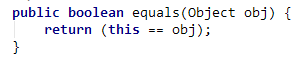 public boolean equals(Object obj) {
    return (this == obj);
}